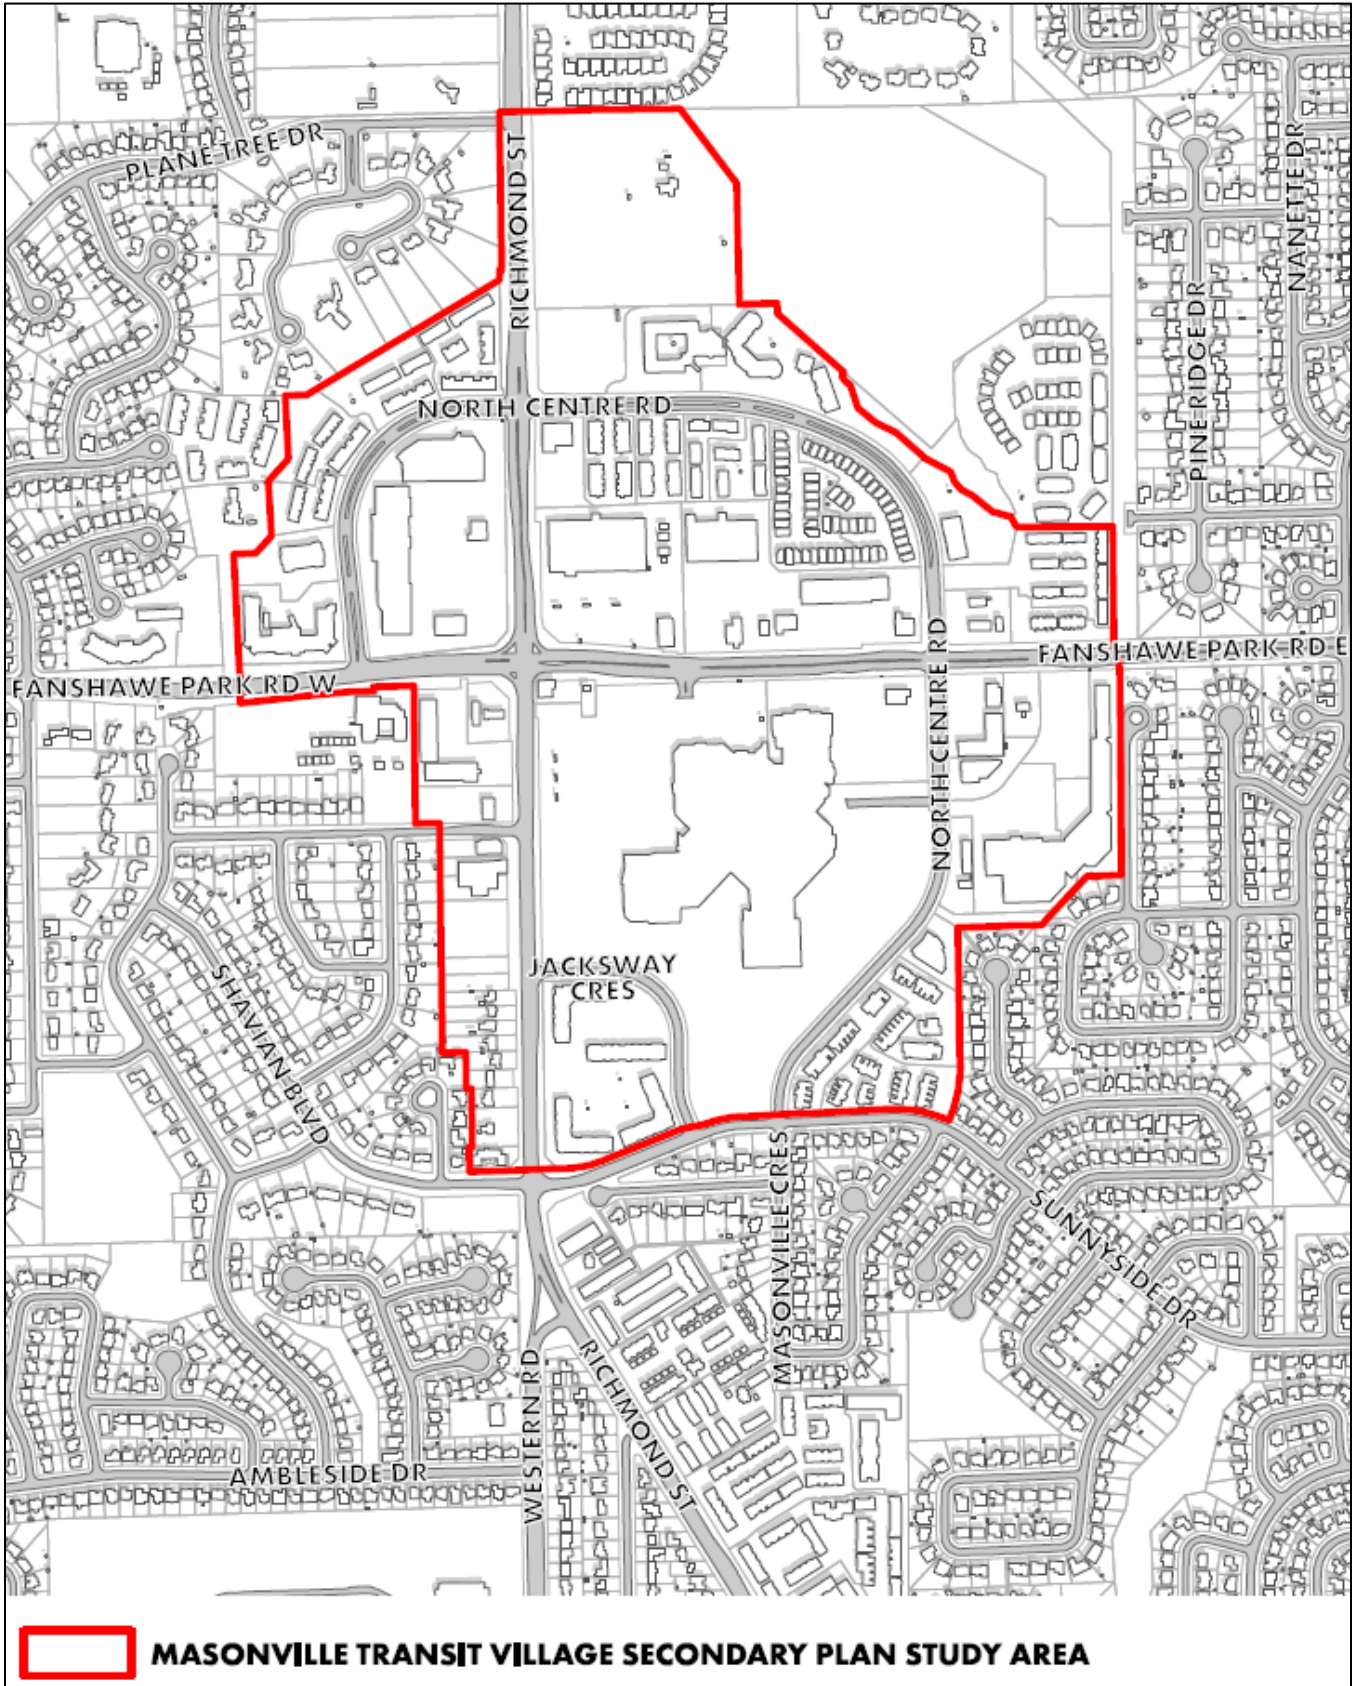 PLANE TREE DR
RICHMOND ST
NANETTE DR
PINE RIDGE DR
NORTH CENTRE RD
FANSHAWE PARK RD W
NORTH CENTRE RD
FANSHAWE PARK RD E
JACKSWAY
CRES
SHAVIAN BLVD
MASONVILLE CRES
SUNNYSIDE DR
WESTERN RD
RICHMOND ST
AMBLESIDE DR
MASONVILLE TRANSIT VILLAGE SECONDARY PLAN STUDY AREA